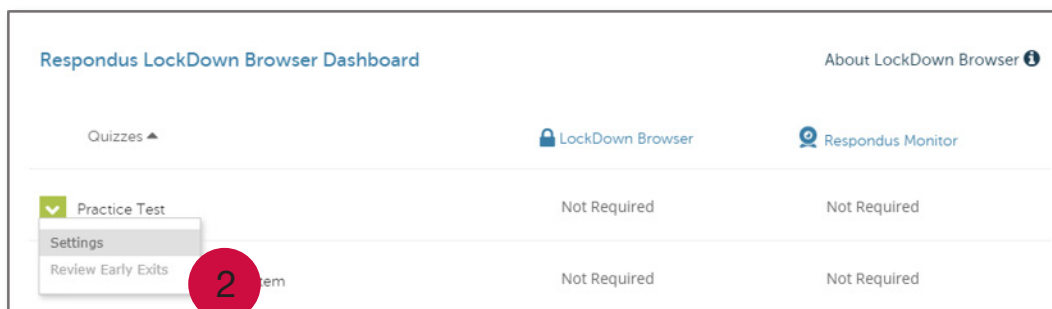 Respondus LockDown Browser Dashboard About LockDown Browser
Quizzes LockDown Browser Respondus Monitor
Practice Test Not Required Not Required
Settings
Review Early Exits
2 tem Not Required Not Required